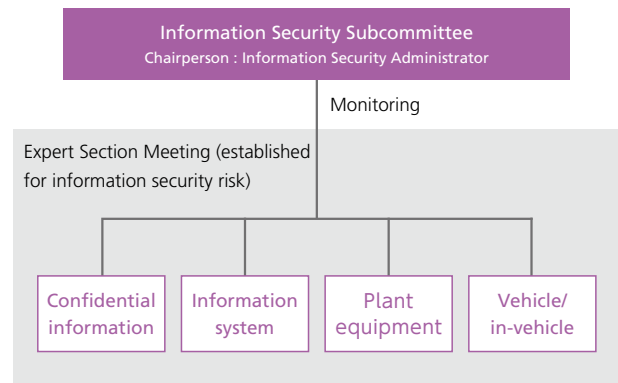 Information Security Subcommittee
Chairperson : Information Security Administrator
Monitoring
Expert Section Meeting (established
for information security risk)
Confidential
information
Information
system
Plant
equipment
Vehicle/
in-vehicle